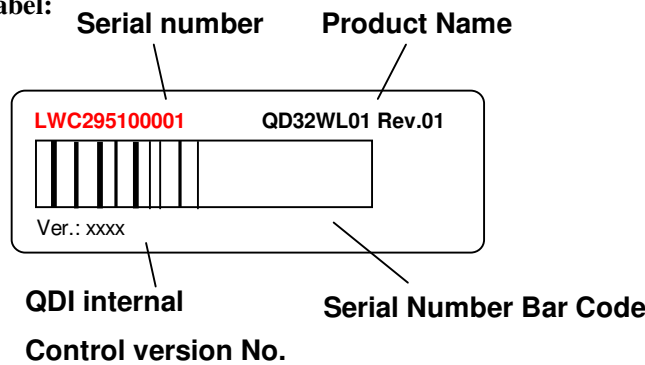 abel:
Serial number Product Name
LWC295100001 QD32WL01 Rev.01
Ver.: xxxx
QDI internal Serial Number Bar Code
Control version No.